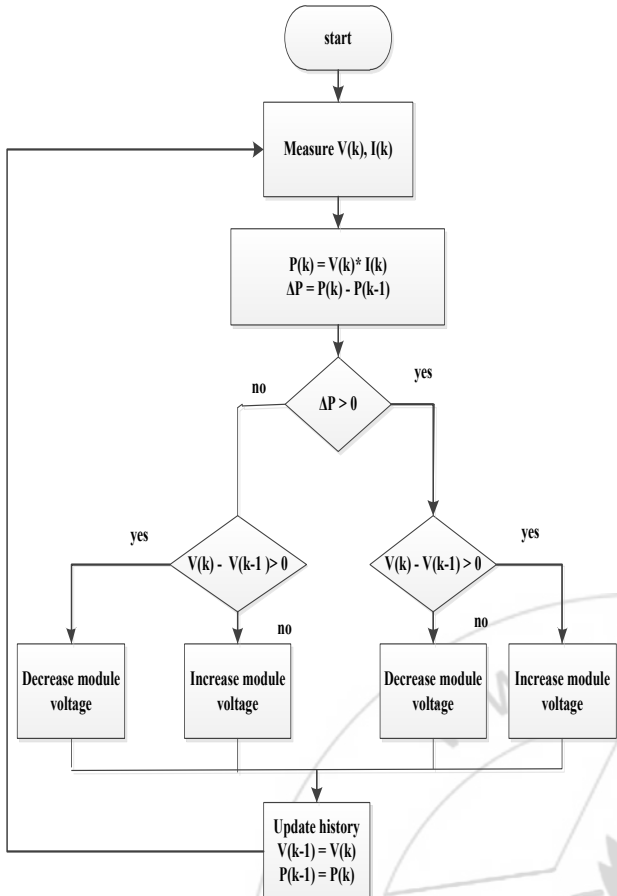 start
Measure V(k), I(k)
P(k) = V(k)* I(k)
ΔP = P(k) - P(k-1)
ΔP > 0
no
yes
yes
V(k) - V(k-1 )> 0
no
V(k) - V(k-1) > 0
yes
no
Decrease module
voltage
Increase module
voltage
Decrease module
voltage
Increase module
voltage
Update history
V(k-1) = V(k)
P(k-1) = P(k)